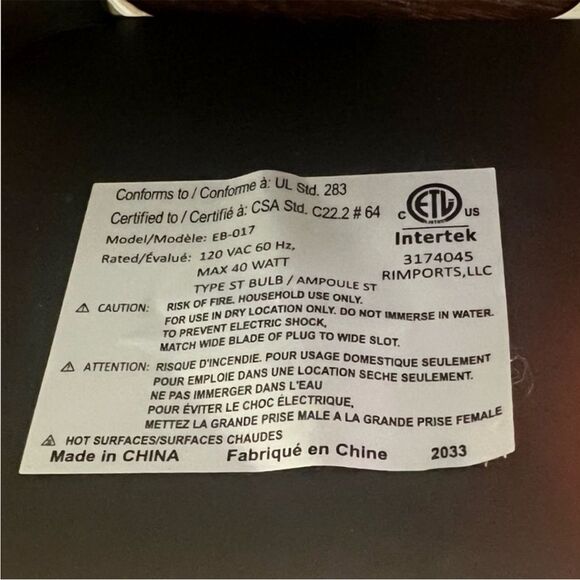 Conforms to / Conforme à: UL Std. 283
Certified to / Certifié à: CSA Std. C22.2 # 64
Model/Modèle: EB-017
Rated/Évalué: 120 VAC 60 Hz,
MAX 40 WATT
TYPE ST BULB / AMPOULE ST
C ETL US
Intertek
3174045
RIMPORTS,LLC
⚠ CAUTION: RISK OF FIRE. HOUSEHOLD USE ONLY.
FOR USE IN DRY LOCATION ONLY. DO NOT IMMERSE IN WATER.
TO PREVENT ELECTRIC SHOCK,
MATCH WIDE BLADE OF PLUG TO WIDE SLOT.
⚠ ATTENTION: RISQUE D'INCENDIE. POUR USAGE DOMESTIQUE SEULEMENT
POUR EMPLOIE DANS UNE LOCATION SECHE SEULEMENT.
NE PAS IMMERGER DANS L'EAU
POUR ÉVITER LE CHOC ÉLECTRIQUE,
METTEZ LA GRANDE PRISE MALE A LA GRANDE PRISE FEMALE
HOT SURFACES/SURFACES CHAUDES
Made in CHINA Fabriqué en Chine 2033